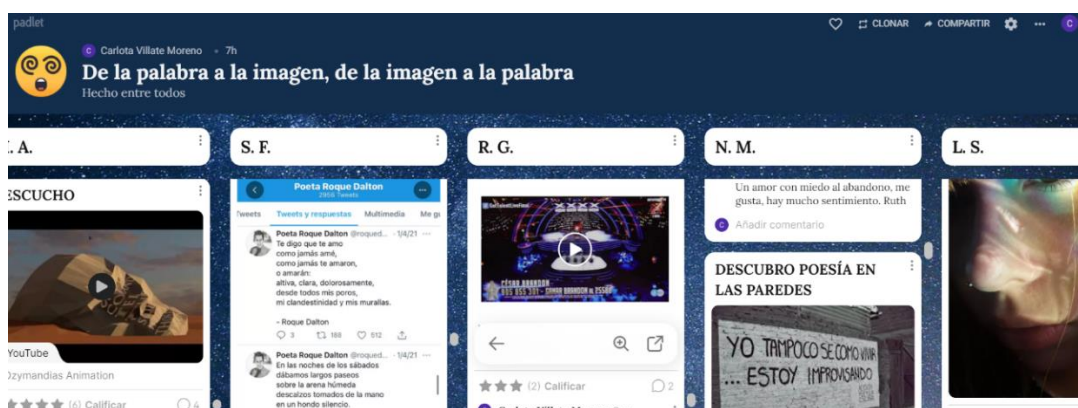 padlet
CLONAR
COMPARTIR
C
C Carlota Villate Moreno • 7h
De la palabra a la imagen, de la imagen a la palabra
Hecho entre todos
. A.
ESCUCHO
YouTube
Ozymandias Animation
(6) Calificar
4
S. F.
Poeta Roque Dalton
Tweets
Tweets y respuestas
Multimedia
Me gu
Poeta Roque Dalton @roqued... · 1/4/21
Te digo que te amo
como jamás amé,
como jamás te amaron,
o amarán:
altiva, clara, dolorosamente,
desde todos mis poros,
mi clandestinidad y mis murallas.
- Roque Dalton
3 168 512
Poeta Roque Dalton @roqued... · 1/4/21
En las noches de los sábados
dábamos largos paseos
sobre la arena húmeda
descalzos tomados de la mano
en un hondo silencio.
R. G.
CÉSAR BRANDON
(2) Calificar
2
N. M.
Un amor con miedo al abandono, me
gusta, hay mucho sentimiento. Ruth
C Añadir comentario
DESCUBRO POESÍA EN
LAS PAREDES
YO TAMPOCO SE COMO VIVIR
... ESTOY IMPROVISANDO
L. S.